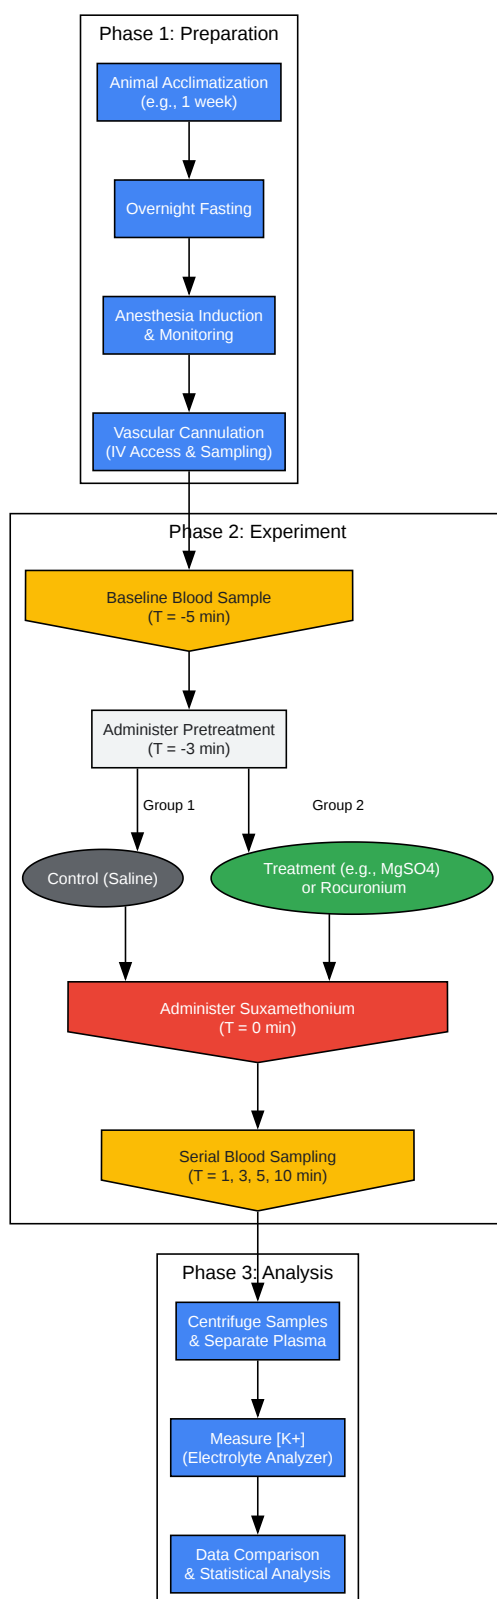 Phase 1: Preparation
Animal Acclimatization
(e.g., 1 week)
Overnight Fasting
Anesthesia Induction
& Monitoring
Vascular Cannulation
(IV Access & Sampling)
Phase 2: Experiment
Baseline Blood Sample
(T = -5 min)
Administer Pretreatment
(T = -3 min)
Group 1
Group 2
Control (Saline)
Treatment (e.g., MgSO4)
or Rocuronium
Administer Suxamethonium
(T = 0 min)
Serial Blood Sampling
(T = 1, 3, 5, 10 min)
Phase 3: Analysis
Centrifuge Samples
& Separate Plasma
Measure [K+]
(Electrolyte Analyzer)
Data Comparison
& Statistical Analysis